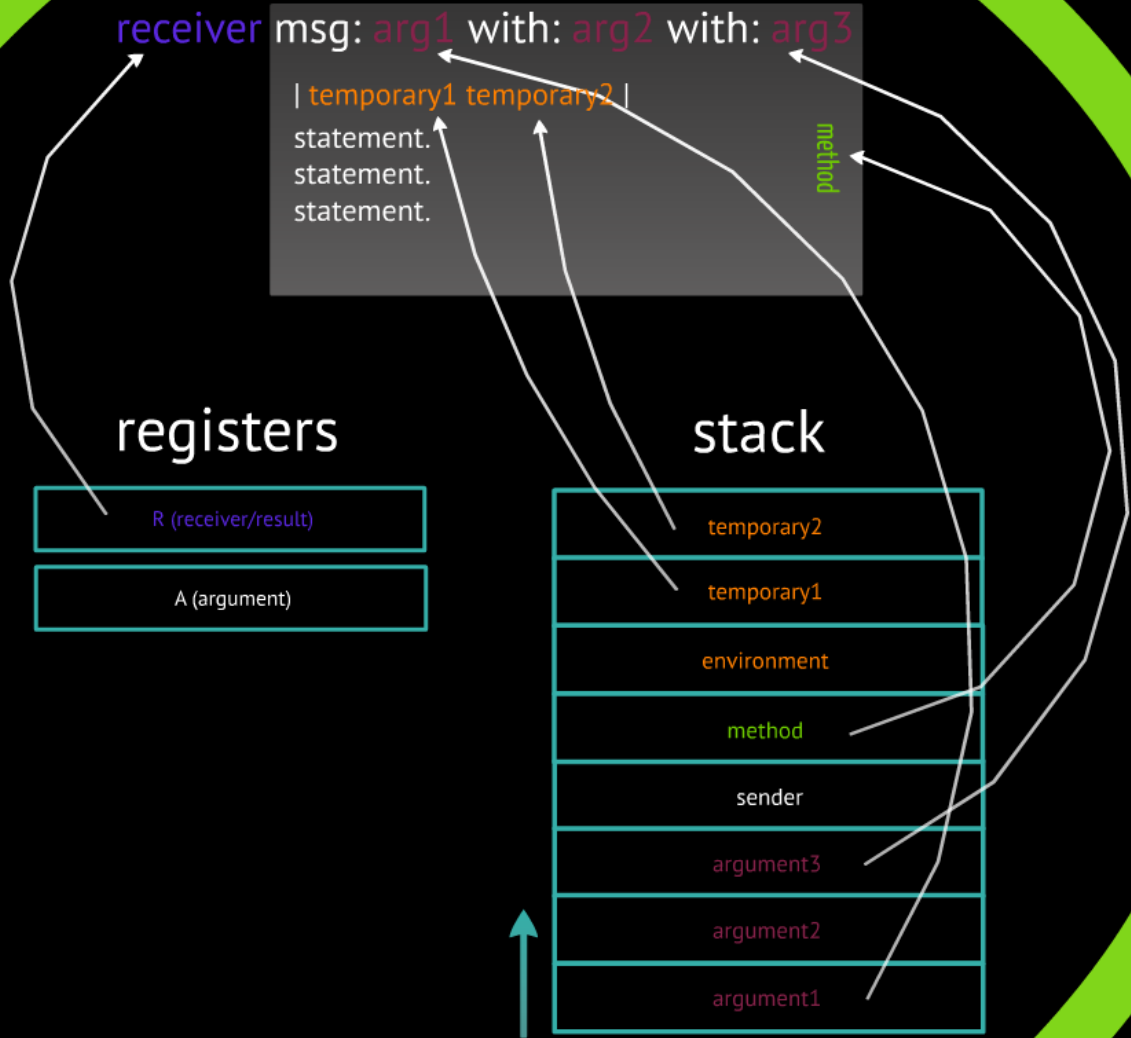 receiver msg: arg1 with: arg2 with: arg3
| temporary1 temporary2 |
statement.
statement.
statement.
method
registers
R (receiver/result)
A (argument)
stack
temporary2
temporary1
environment
method
sender
argument3
argument2
argument1